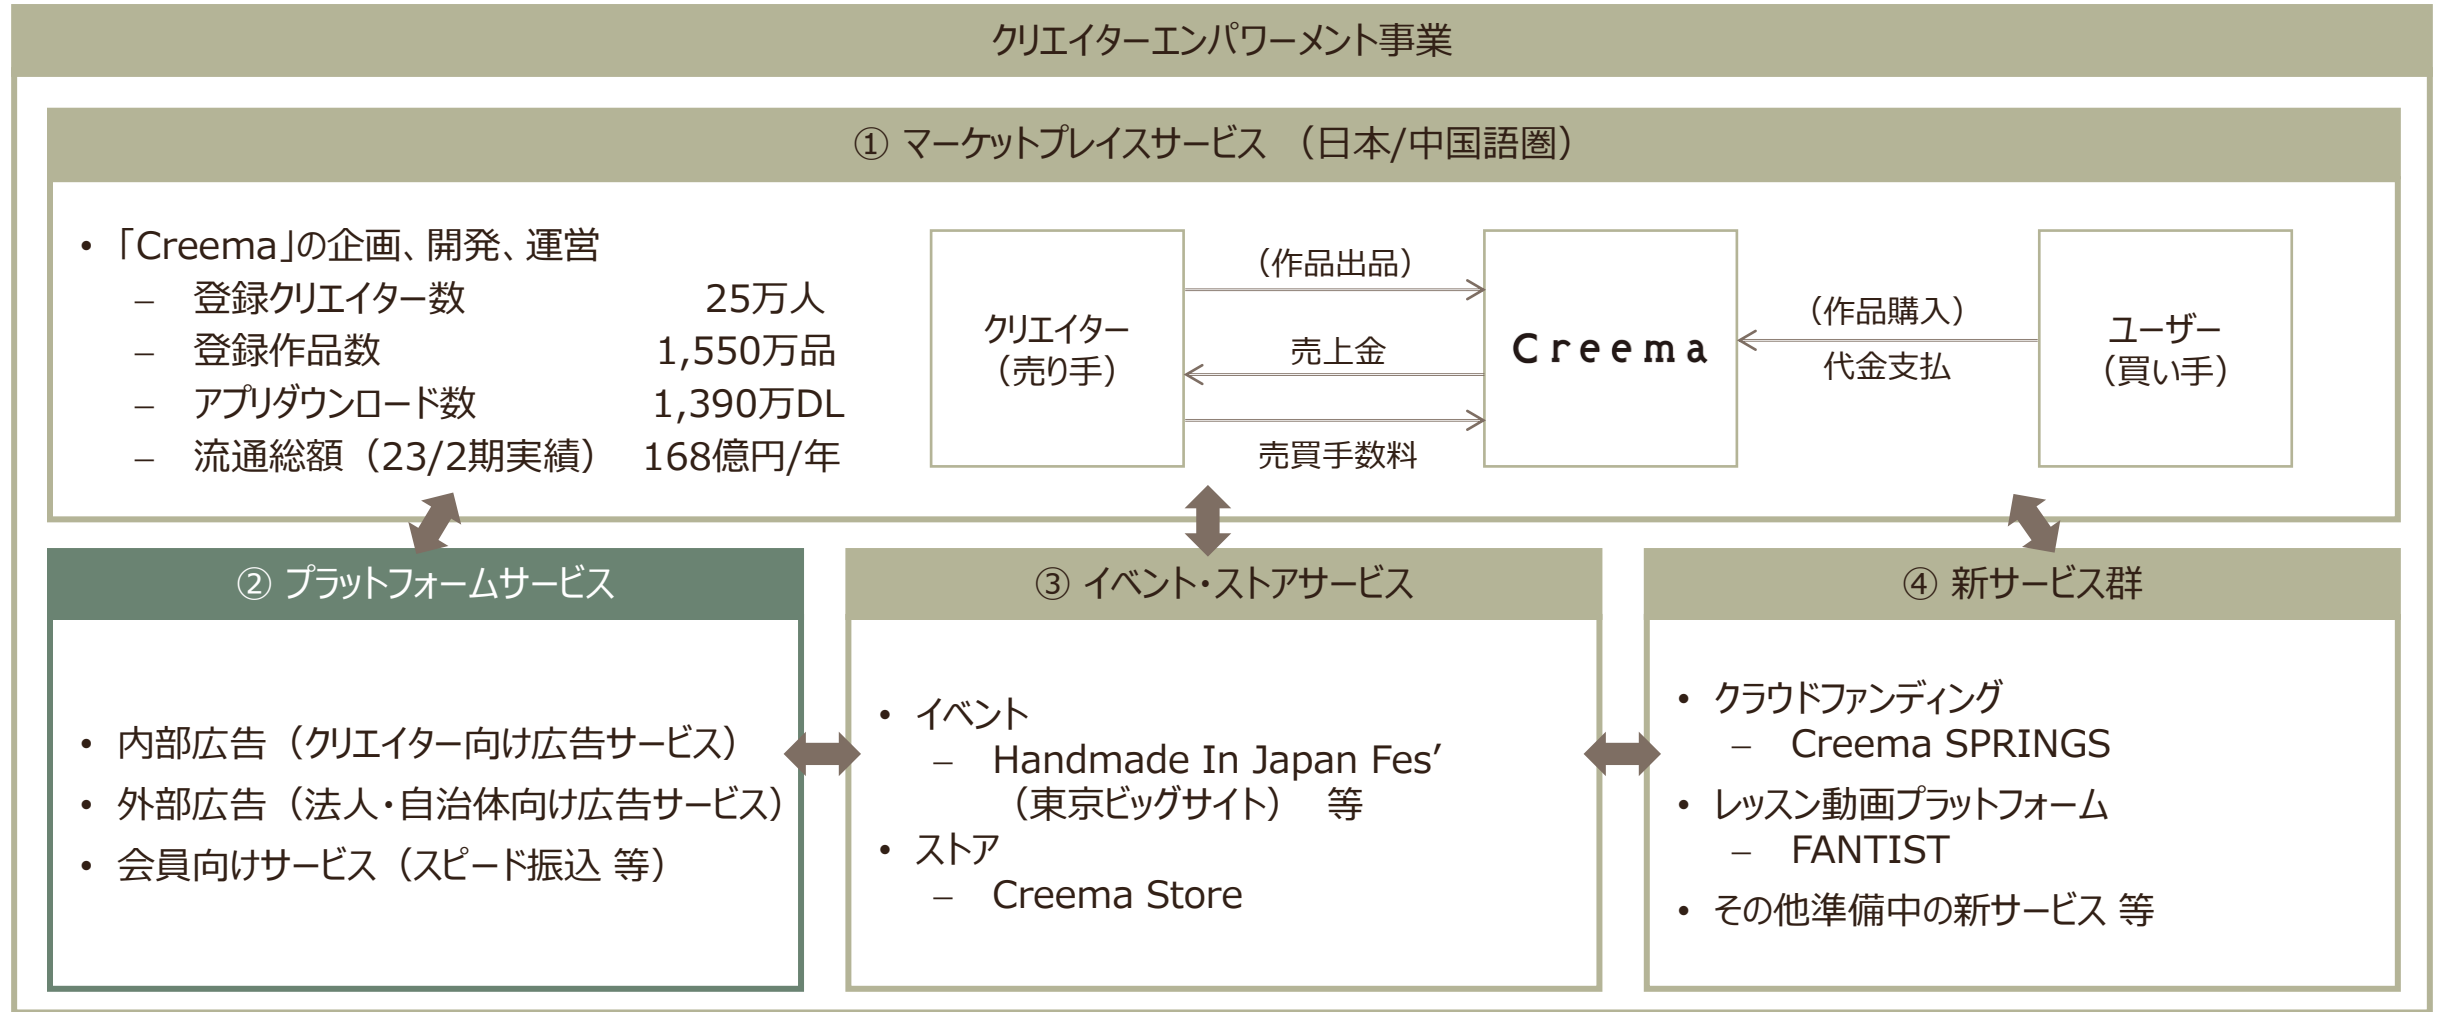 クリエイターエンパワーメント事業
① マーケットプレイスサービス （日本/中国語圏）
• 「Creema」の企画、開発、運営
– 登録クリエイター数 25万人
– 登録作品数 1,550万品
– アプリダウンロード数 1,390万DL
– 流通総額（23/2期実績） 168億円/年
クリエイター
（売り手）
（作品出品）
売上金
売買手数料
Creema
（作品購入）
代金支払
ユーザー
（買い手）
② プラットフォームサービス
• 内部広告（クリエイター向け広告サービス）
• 外部広告（法人・自治体向け広告サービス）
• 会員向けサービス（スピード振込 等）
③ イベント・ストアサービス
• イベント
– Handmade In Japan Fes’
（東京ビッグサイト） 等
• ストア
– Creema Store
④ 新サービス群
• クラウドファンディング
– Creema SPRINGS
• レッスン動画プラットフォーム
– FANTIST
• その他準備中の新サービス 等